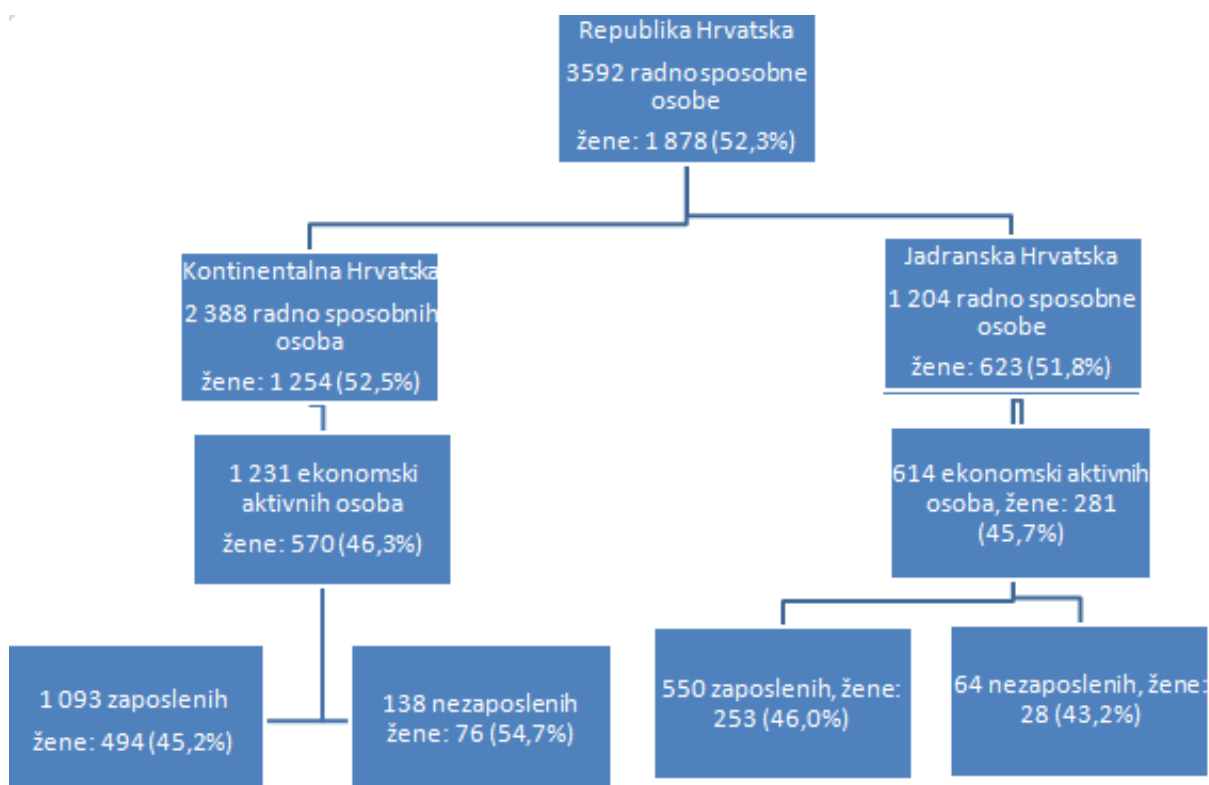 Republika Hrvatska
3592 radno sposobne
osobe
žene: 1 878 (52,3%)
Kontinentalna Hrvatska
2 388 radno sposobnih
osoba
žene: 1 254 (52,5%)
Jadranska Hrvatska
1 204 radno sposobne
osobe
žene: 623 (51,8%)
1 231 ekonomski
aktivnih osoba
žene: 570 (46,3%)
614 ekonomski aktivnih
osoba, žene: 281
(45,7%)
1 093 zaposlenih
žene: 494 (45,2%)
138 nezaposlenih
žene: 76 (54,7%)
550 zaposlenih, žene:
253 (46,0%)
64 nezaposlenih, žene:
28 (43,2%)